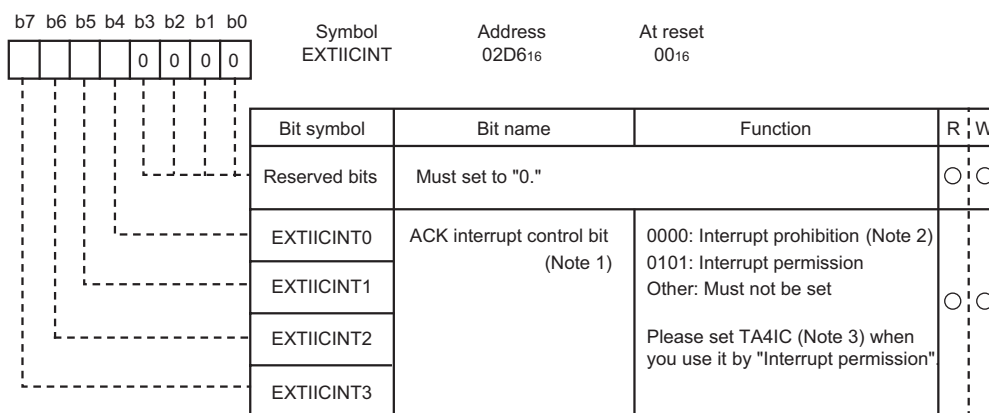 b7 b6 b5 b4 b3 b2 b1 b0
0 0 0 0
Symbol Address At reset
EXTIICINT 02D616 0016
Bit symbol Bit name Function R W
Reserved bits Must set to "0."
EXTIICINT0 ACK interrupt control bit 0000: Interrupt prohibition (Note 2)
(Note 1) 0101: Interrupt permission
EXTIICINT1 Other: Must not be set
EXTIICINT2 Please set TA4IC (Note 3) when
you use it by "Interrupt permission".
EXTIICINT3